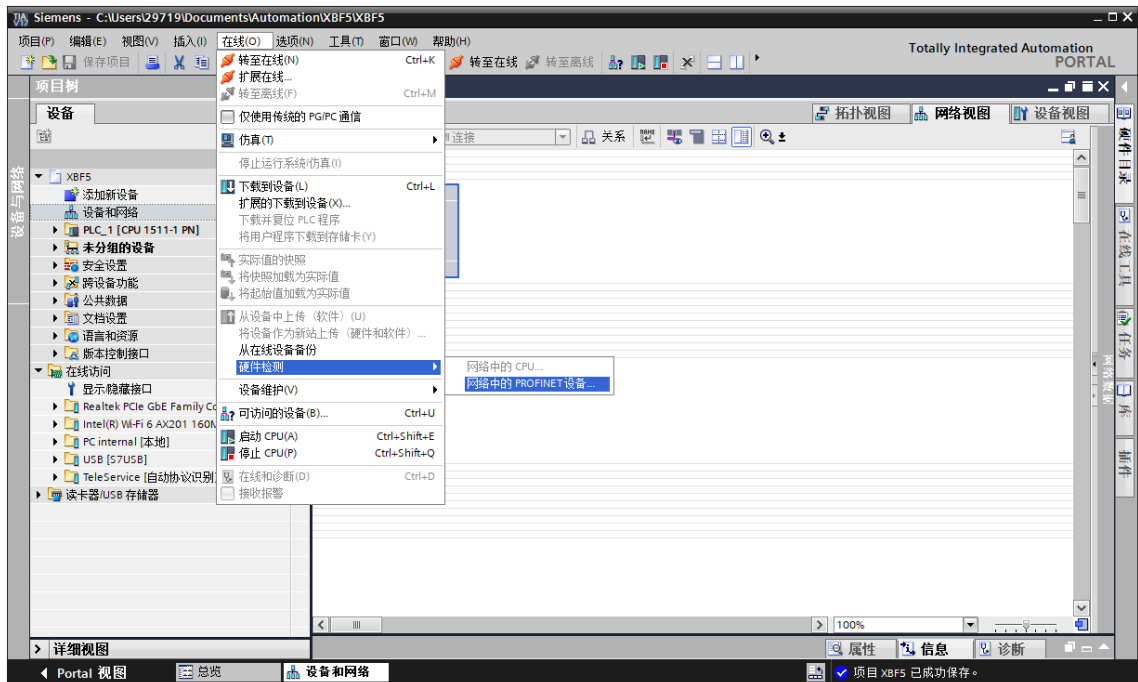 Siemens - C:\Users\29719\Documents\Automation\XBF5\XBF5
项目(P) 编辑(E) 视图(V) 插入(I) 在线(O) 选项(N) 工具(T) 窗口(W) 帮助(H)
Totally Integrated Automation
PORTAL
保存项目
转至在线 转至离线
项目树
设备
拓扑视图 网络视图 设备视图
连接 关系
XBF5
添加新设备
设备和网络
PLC_1 [CPU 1511-1 PN]
未分组的设备
安全设置
跨设备功能
公共数据
文档设置
语言和资源
版本控制接口
在线访问
显示/隐藏接口
Realtek PCIe GbE Family
Intel(R) Wi-Fi 6 AX201
PC internal [本地]
USB [S7USB]
TeleService [自动协议识别
读卡器/USB 存储器
转至在线(N) Ctrl+K
扩展在线...
转至离线(F) Ctrl+M
仅使用传统的 PG/PC 通信
仿真(T)
停止运行系统/仿真(I)
下载到设备(L) Ctrl+L
扩展的下载到设备(X)...
下载并复位 PLC 程序
将用户程序下载到存储卡(Y)
实际值的快照
将快照加载为实际值
将起始值加载为实际值
从设备中上传（软件）(U)
将设备作为新站上传（硬件和软件）...
从在线设备备份
硬件检测
网络中的 CPU...
网络中的 PROFINET 设备...
设备维护(V)
可访问的设备(B)... Ctrl+U
启动 CPU(A) Ctrl+Shift+E
停止 CPU(P) Ctrl+Shift+Q
在线和诊断(D) Ctrl+D
接收报警
设备与网络
硬件目录
在线工具
任务
库
插件
网络数据
100%
详细视图
属性 信息 诊断
Portal 视图 总览 设备和网络
项目 XBF5 已成功保存。